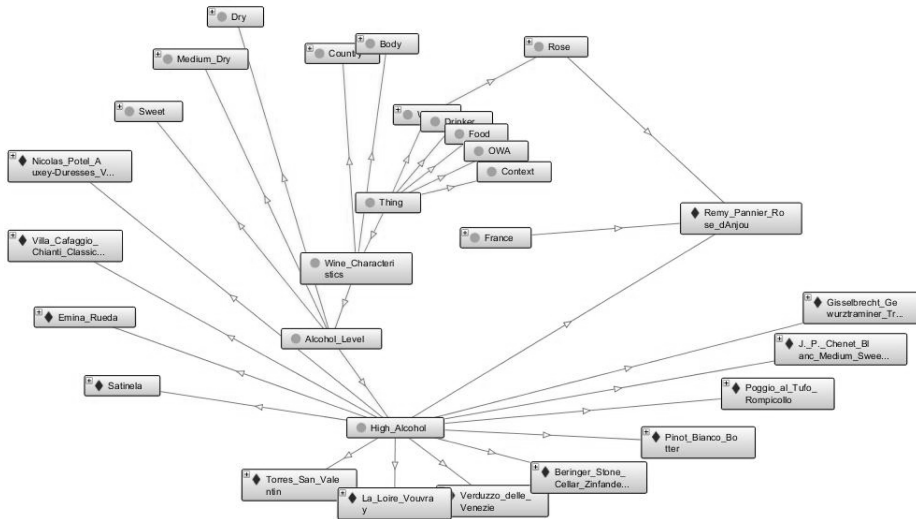 Dry
Body
Rose
Country
Medium_Dry
Sweet
Drinker
Food
OWA
Context
Nicolas_Potel_A
uxey-Duresses_V...
Thing
Remy_Pannier_Ro
se_dAnjou
France
Villa_Cafaggio_
Chianti_Classic...
Wine_Characteri
stics
Gisselbrecht_Ge
wurztraminer_Tr...
Emina_Rueda
Alcohol_Level
J._P._Chenet_Bl
anc_Medium_Swee...
Satinela
Poggio_al_Tufo_
Rompicollo
High_Alcohol
Pinot_Bianco_Bo
tter
Torres_San_Vale
ntin
La_Loire_Vouvra
y
Verduzzo_delle_
Venezie
Beringer_Stone_
Cellar_Zinfande...